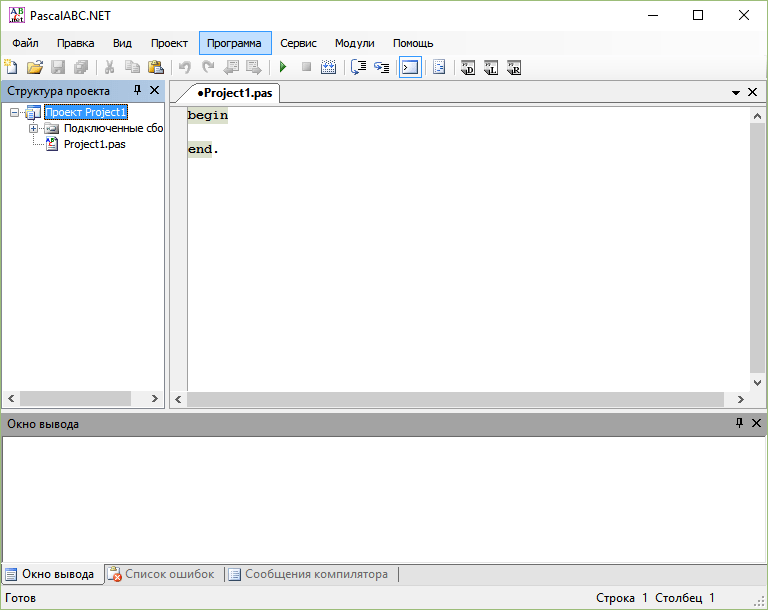 PascalABC.NET
Файл Правка Вид Проект Программа Сервис Модули Помощь
Структура проекта
Проект Project1
Подключенные сбо
Project1.pas
•Project1.pas
begin
end.
Окно вывода
Окно вывода Список ошибок Сообщения компилятора
Готов Строка 1 Столбец 1